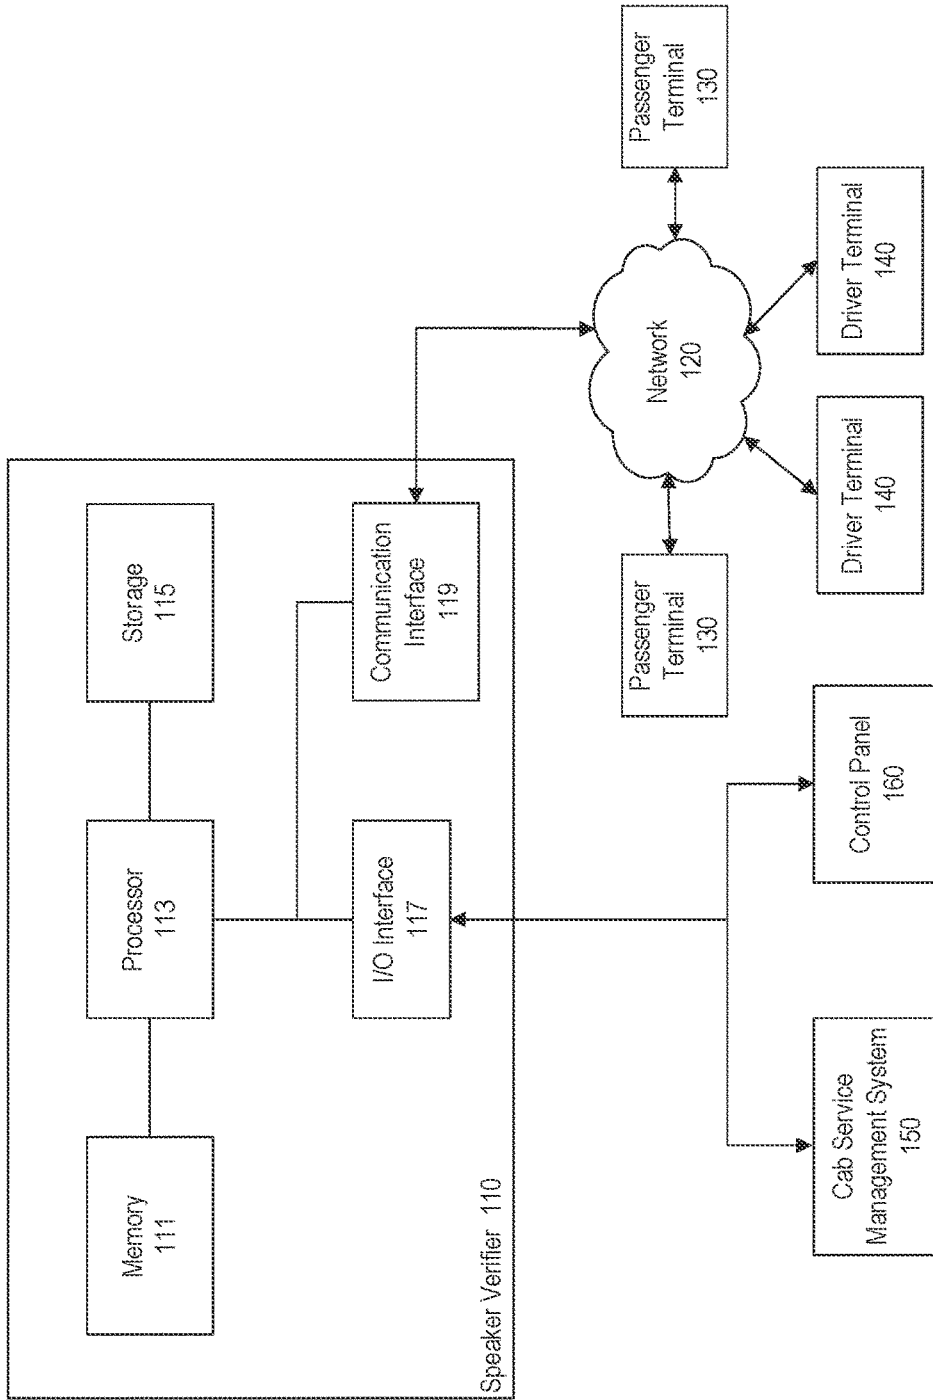 Memory
111
Processor
113
Storage
115
I/O Interface
117
Communication
Interface
119
Speaker Verifier 110
Passenger
Terminal
130
Network
120
Passenger
Terminal
130
Cab Service
Management System
150
Control Panel
160
Driver Terminal
140
Driver Terminal
140